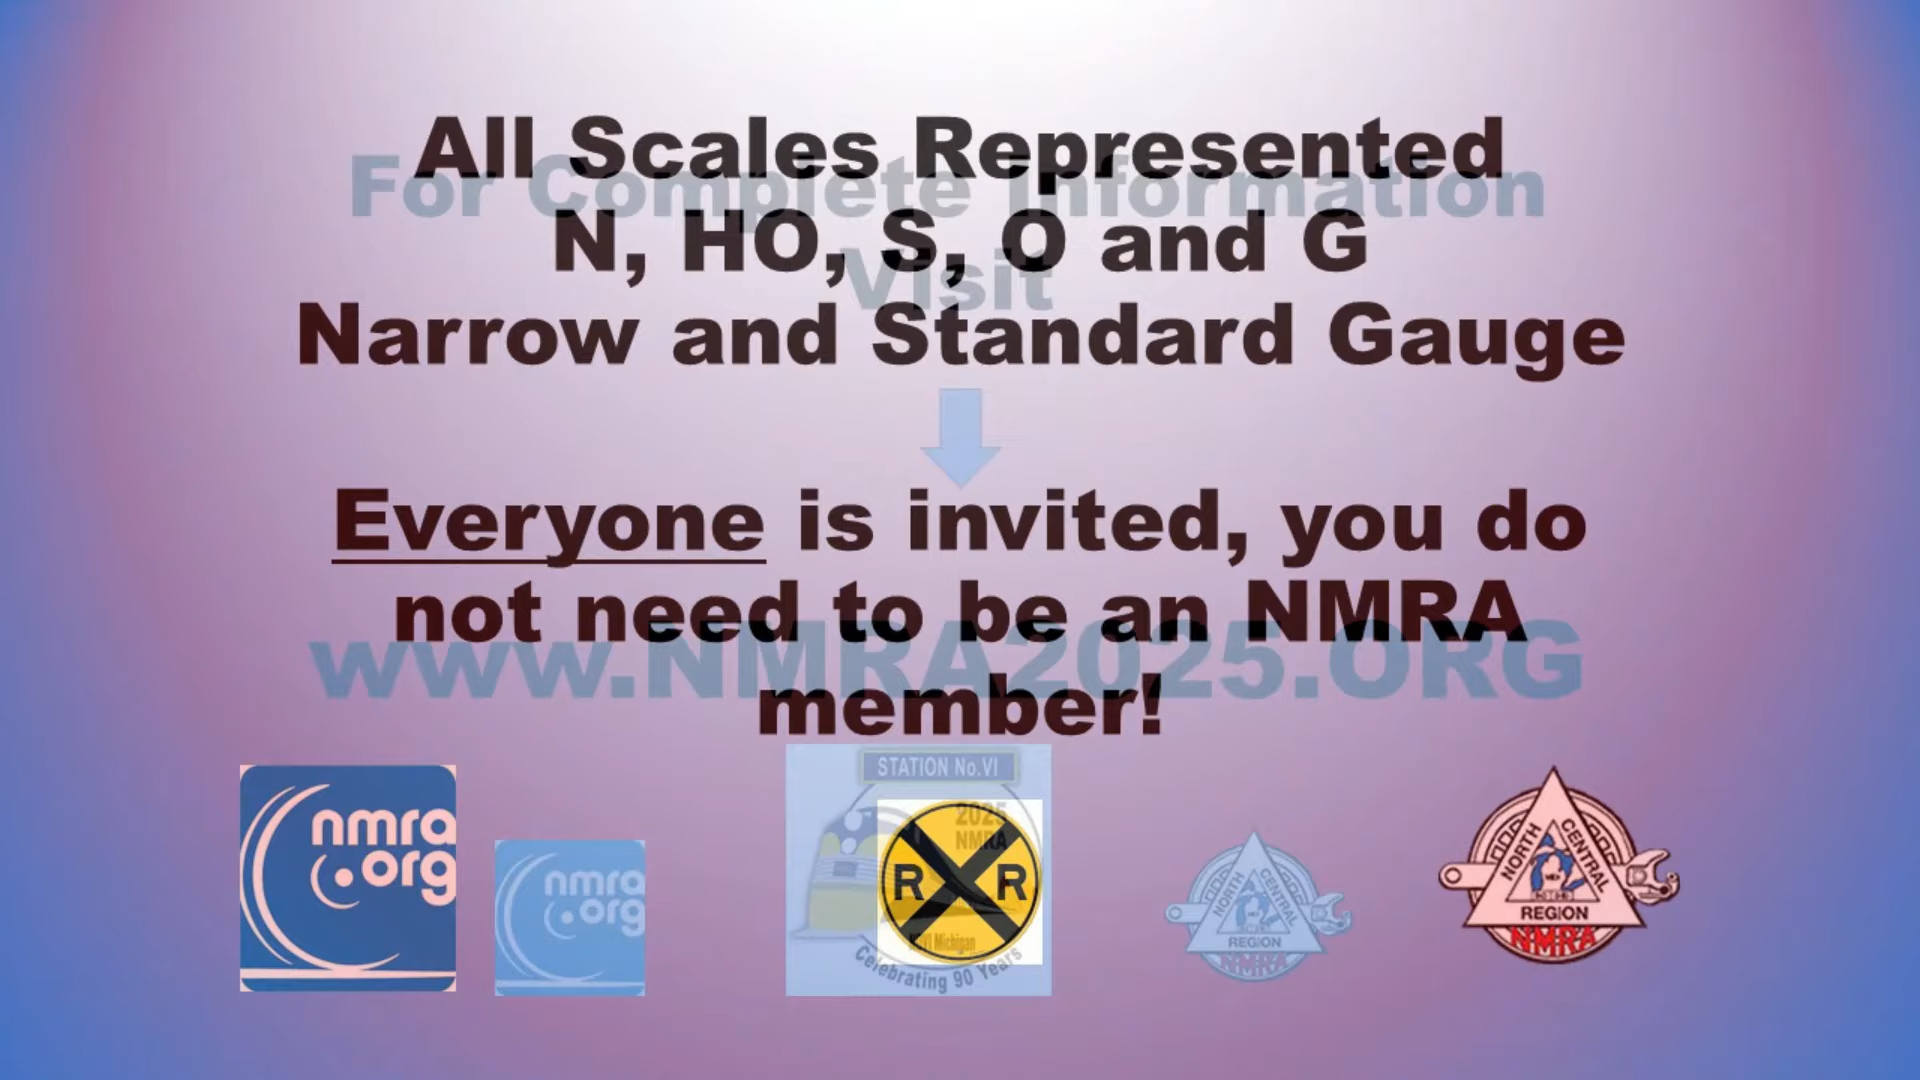 All Scales Represented
For Complete Information
N, HO, S, O and G
Visit
Narrow and Standard Gauge
Everyone is invited, you do
not need to be an NMRA
www.NMRA2025.ORG
member!
nmra
.org
nmra
.org
STATION No.VI
2025
NMRA
R R
Michigan
Celebrating 90 Years
NORTH CENTRAL
REGION
NMRA
NORTH CENTRAL
REGION
NMRA